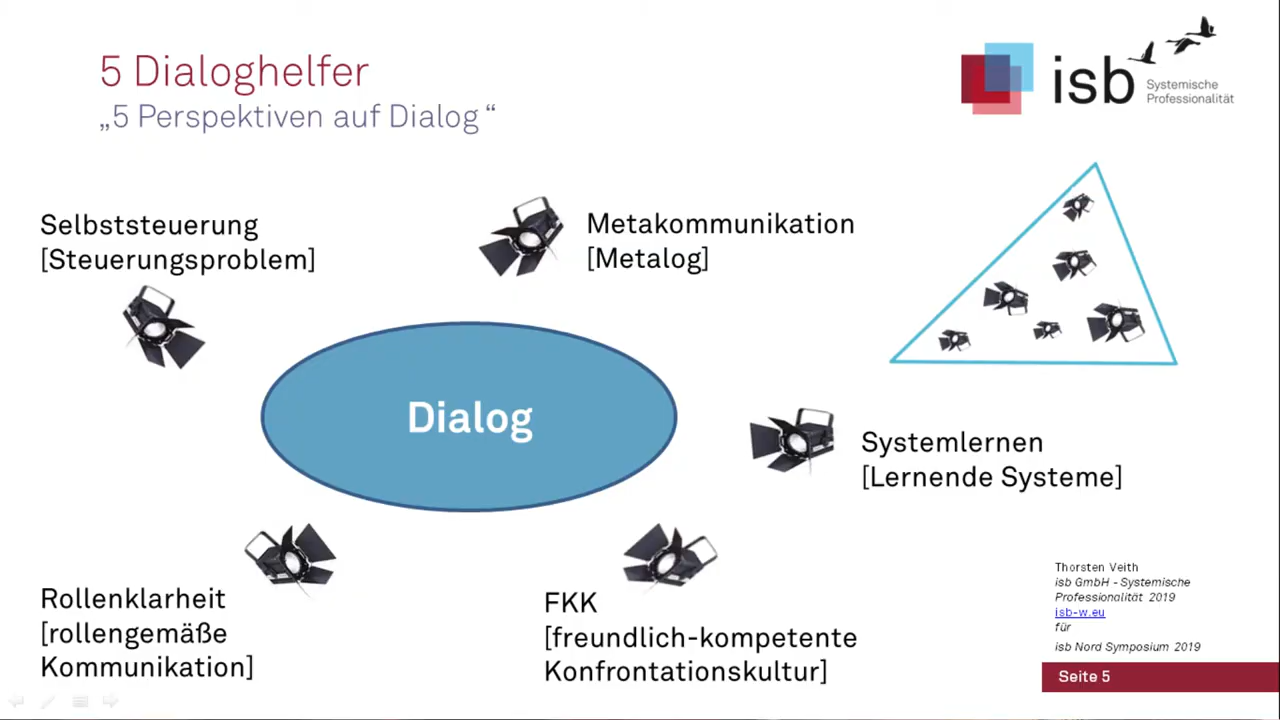 5 Dialoghelfer
„5 Perspektiven auf Dialog “
isb
Systemische
Professionalität
Selbststeuerung
[Steuerungsproblem]
Metakommunikation
[Metalog]
Dialog
Systemlernen
[Lernende Systeme]
Rollenklarheit
[rollengemäße
Kommunikation]
FKK
[freundlich-kompetente
Konfrontationskultur]
Thorsten Veith
isb GmbH - Systemische
Professionalität 2019
isb-w.eu
für
isb Nord Symposium 2019
Seite 5